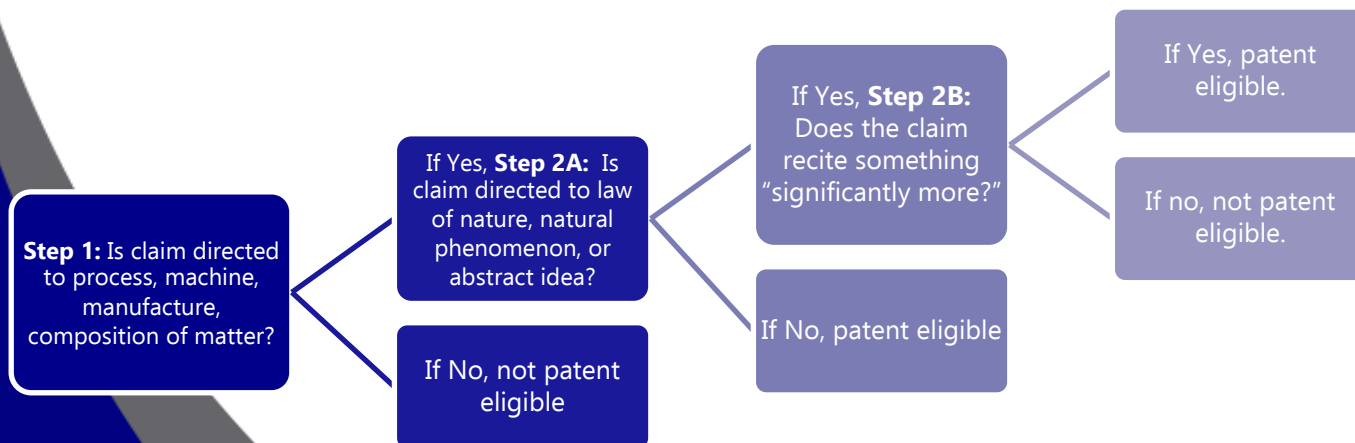 Step 1: Is claim directed
to process, machine,
manufacture,
composition of matter?
If Yes, Step 2A:  Is
claim directed to law
of nature, natural
phenomenon, or
abstract idea?
If No, not patent
eligible
If Yes, Step 2B:
Does the claim
recite something
“significantly more?”
If No, patent eligible
If Yes, patent
eligible.
If no, not patent
eligible.